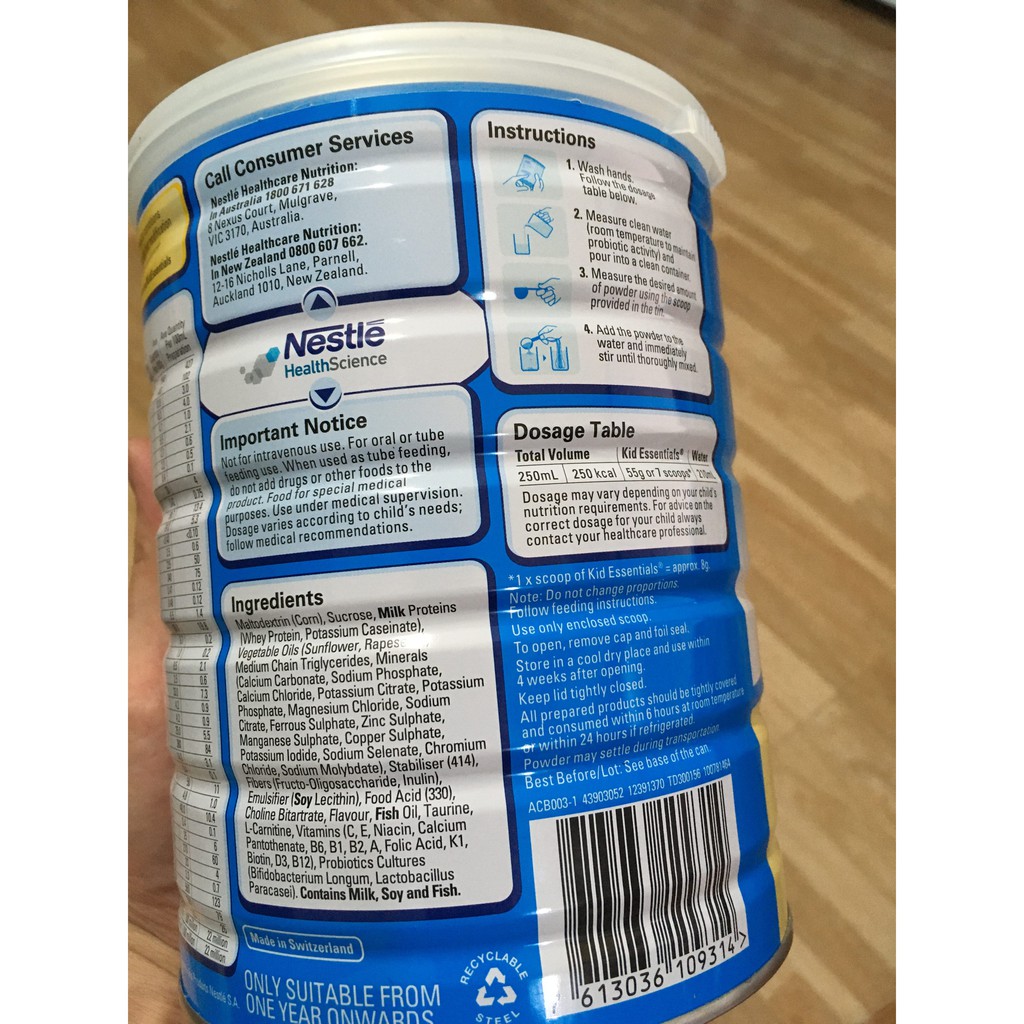 Call Consumer Services
Nestlé Healthcare Nutrition:
In Australia 1800 671 628
8 Nexus Court, Mulgrave,
VIC 3170, Australia.
Nestlé Healthcare Nutrition:
In New Zealand 0800 607 662.
12-16 Nicholls Lane, Parnell,
Auckland 1010, New Zealand.
Nestlé
HealthScience
Important Notice
Not for intravenous use. For oral or tube
feeding use. When used as tube feeding,
do not add drugs or other foods to the
product. Food for special medical
purposes. Use under medical supervision.
Dosage varies according to child's needs;
follow medical recommendations.
Ingredients
Maltodextrin (Corn), Sucrose, Milk Proteins
(Whey Protein, Potassium Caseinate),
Vegetable Oils (Sunflower,
Medium Chain Triglycerides, Minerals
(Calcium Carbonate, Sodium Phosphate,
Calcium Chloride, Potassium Citrate, Potassium
Phosphate, Magnesium Chloride, Sodium
Citrate, Ferrous Sulphate, Zinc Sulphate,
Manganese Sulphate, Copper Sulphate,
Potassium Iodide, Sodium Selenate, Chromium
Chloride, Sodium Molybdate), Stabiliser (414),
Fibers (Fructo-Oligosaccharide, Inulin),
Emulsifier (Soy Lecithin), Food Acid (330),
Choline Bitartrate, Flavour, Fish Oil, Taurine,
L-Carnitine, Vitamins (C, E, Niacin, Calcium
Pantothenate, B6, B1, B2, A, Folic Acid, K1,
Biotin, D3, B12), Probiotics Cultures
(Bifidobacterium Longum, Lactobacillus
Paracasei). Contains Milk, Soy and Fish.
Made in Switzerland
ONLY SUITABLE FROM
ONE YEAR ONWARDS
RECYCLABLE
STEEL
Instructions
1. Wash hands.
Follow the dosage
table below.
2. Measure clean water
(room temperature to maintain
probiotic activity) and
pour into a clean container.
3. Measure the desired amount
of powder using the scoop
provided in the tin.
4. Add the powder to the
water and immediately
stir until thoroughly mixed.
Dosage Table
Total Volume Kid Essentials® Water
250mL 250 kcal 55g or 7 scoops* 210mL
Dosage may vary depending on your child's
nutrition requirements. For advice on the
correct dosage for your child always
contact your healthcare professional.
*1 x scoop of Kid Essentials® = approx. 8g.
Note: Do not change proportions.
Follow feeding instructions.
Use only enclosed scoop.
To open, remove cap and foil seal.
Store in a cool dry place and use within
4 weeks after opening.
Keep lid tightly closed.
All prepared products should be tightly covered
and consumed within 6 hours at room temperature
or within 24 hours if refrigerated.
Powder may settle during transportation.
Best Before/Lot: See base of the can.
ACB003-1 43903052 12391370 TD300156 100781464
613036 109314 >